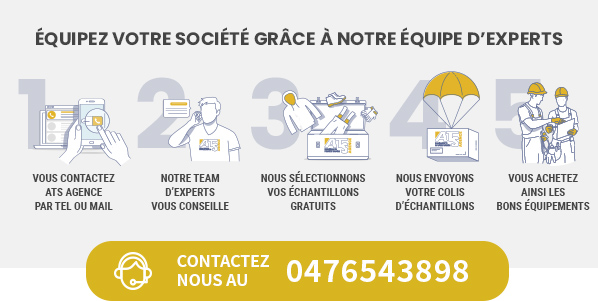 ÉQUIPEZ VOTRE SOCIÉTÉ GRÂCE À NOTRE ÉQUIPE D'EXPERTS
1
VOUS CONTACTEZ
ATS AGENCE
PAR TEL OU MAIL
2
NOTRE TEAM
D'EXPERTS
VOUS CONSEILLE
3
NOUS SÉLECTIONNONS
VOS ÉCHANTILLONS
GRATUITS
4
NOUS ENVOYONS
VOTRE COLIS
D'ÉCHANTILLONS
5
VOUS ACHETEZ
AINSI LES
BONS ÉQUIPEMENTS
CONTACTEZ
NOUS AU
0476543898